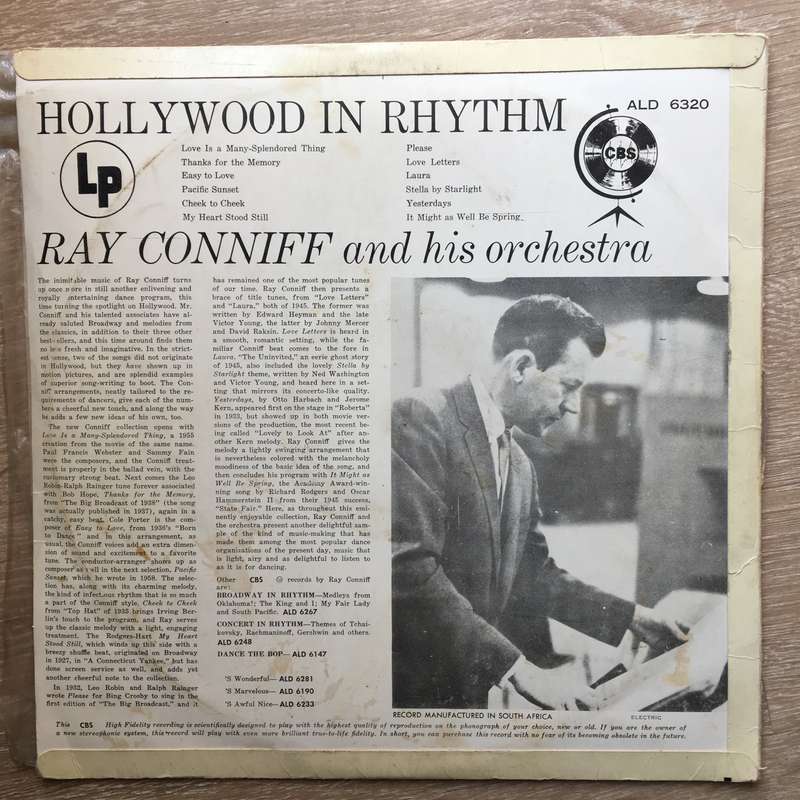 HOLLYWOOD IN RHYTHM
ALD 6320
LP
CBS
Love Is a Many-Splendored Thing
Thanks for the Memory
Easy to Love
Pacific Sunset
Cheek to Cheek
My Heart Stood Still
Please
Love Letters
Laura
Stella by Starlight
Yesterdays
It Might as Well Be Spring
RAY CONNIFF and his orchestra
The inimitable music of Ray Conniff turns
up once more in still another enlivening and
royally entertaining dance program, this
time turning the spotlight on Hollywood. Mr.
Conniff and his talented associates have al-
ready saluted Broadway and melodies from
the classics, in addition to their three other
best-sellers, and this time around finds them
no less fresh and imaginative. In the strict-
est sense, two of the songs did not originate
in Hollywood, but they have shown up in
motion pictures, and are splendid examples
of superior song-writing to boot. The Con-
niff arrangements, neatly tailored to the re-
quirements of dancers, give each of the num-
bers a cheerful new touch, and along the way
he adds a few new ideas of his own, too.
The new Conniff collection opens with
Love Is a Many-Splendored Thing, a 1955
creation from the movie of the same name.
Paul Francis Webster and Sammy Fain
were the composers, and the Conniff treat-
ment is properly in the ballad vein, with the
customary strong beat. Next comes the Leo
Robin-Ralph Rainger tune forever associated
with Bob Hope, Thanks for the Memory,
from "The Big Broadcast of 1938" (the song
was actually published in 1937), again in a
catchy, easy beat. Cole Porter is the com-
poser of Easy to Love, from 1936's "Born
to Dance," and in this arrangement, as
usual, the Conniff voices add an extra dimen-
sion of sound and excitement to a favorite
tune. The conductor-arranger shows up as
composer as well in the next selection, Pacific
Sunset, which he wrote in 1958. The selec-
tion has, along with its charming melody,
the kind of infectious rhythm that is so much
a part of the Conniff style. Cheek to Cheek
from "Top Hat" of 1935 brings Irving Ber-
lin's touch to the program, and Ray serves
up the classic melody with a light, engaging
treatment. The Rodgers-Hart My Heart
Stood Still, which winds up this side with a
breezy shuffle beat, originated on Broadway
in 1927, in "A Connecticut Yankee," but has
done screen service as well, and adds yet
another cheerful note to the collection.
In 1932, Leo Robin and Ralph Rainger
wrote Please for Bing Crosby to sing in the
first edition of "The Big Broadcast," and it
has remained one of the most popular tunes
of our time. Ray Conniff then presents a
brace of title tunes, from "Love Letters"
and "Laura," both of 1945. The former was
written by Edward Heyman and the late
Victor Young, the latter by Johnny Mercer
and David Raksin. Love Letters is heard in
a smooth, romantic setting, while the fa-
miliar Conniff beat comes to the fore in
Laura. "The Uninvited," an eerie ghost story
of 1945, also included the lovely Stella by
Starlight theme, written by Ned Washington
and Victor Young, and heard here in a set-
ting that mirrors its concerto-like quality.
Yesterdays, by Otto Harbach and Jerome
Kern, appeared first on the stage in "Roberta"
in 1933, but showed up in both movie ver-
sions of the production, the most recent be-
ing called "Lovely to Look At" after an-
other Kern melody. Ray Conniff gives the
melody a lightly swinging arrangement that
is nevertheless colored with the melancholy
moodiness of the basic idea of the song, and
then concludes his program with It Might as
Well Be Spring, the Academy Award-win-
ning song by Richard Rodgers and Oscar
Hammerstein II from their 1945 success,
"State Fair." Here, as throughout this emi-
nently enjoyable collection, Ray Conniff and
the orchestra present another delightful sam-
ple of the kind of music-making that has
made them among the most popular dance
organisations of the present day, music that
is light, airy and as delightful to listen to
as it is for dancing.
Other CBS records by Ray Conniff
are:
BROADWAY IN RHYTHM—Medleys from
Oklahoma!; The King and I; My Fair Lady
and South Pacific. ALD 6267
CONCERT IN RHYTHM—Themes of Tchai-
kovsky, Rachmaninoff, Gershwin and others.
ALD 6248
DANCE THE BOP—ALD 6147
'S Wonderful—ALD 6281
'S Marvelous—ALD 6190
'S Awful Nice—ALD 6233
RECORD MANUFACTURED IN SOUTH AFRICA
ELECTRIC
This CBS High Fidelity recording is scientifically designed to play with the highest quality of reproduction on the phonograph of your choice, new or old. If you are the owner of
a new stereophonic system, this record will play with even more brilliant true-to-life fidelity. In short, you can purchase this record with no fear of its becoming obsolete in the future.